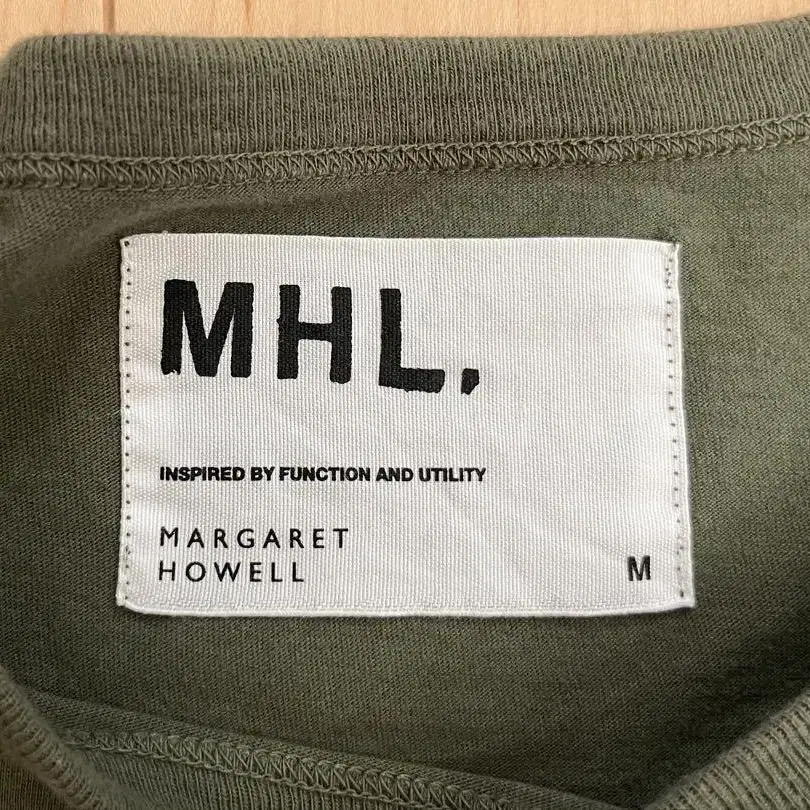 MHL.
INSPIRED BY FUNCTION AND UTILITY
MARGARET
HOWELL
M